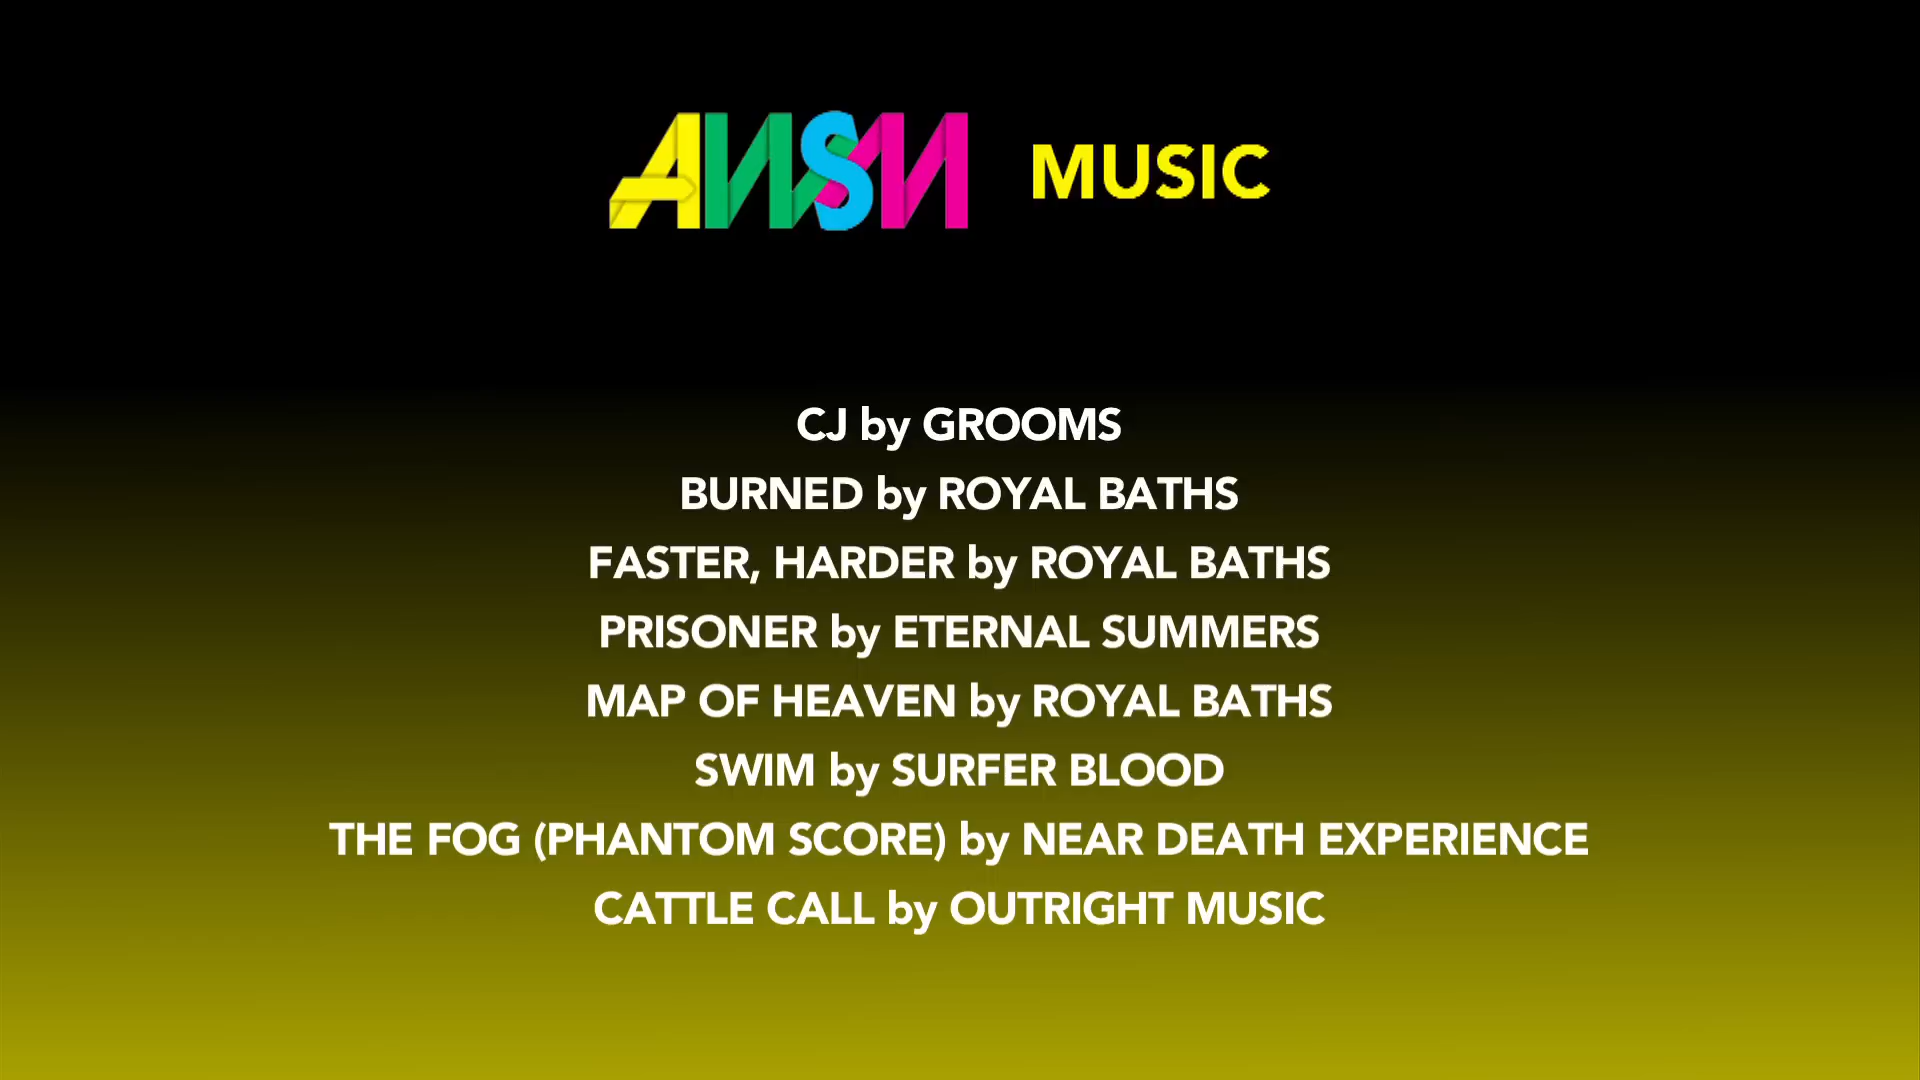 AWSM MUSIC
CJ by GROOMS
BURNED by ROYAL BATHS
FASTER, HARDER by ROYAL BATHS
PRISONER by ETERNAL SUMMERS
MAP OF HEAVEN by ROYAL BATHS
SWIM by SURFER BLOOD
THE FOG (PHANTOM SCORE) by NEAR DEATH EXPERIENCE
CATTLE CALL by OUTRIGHT MUSIC